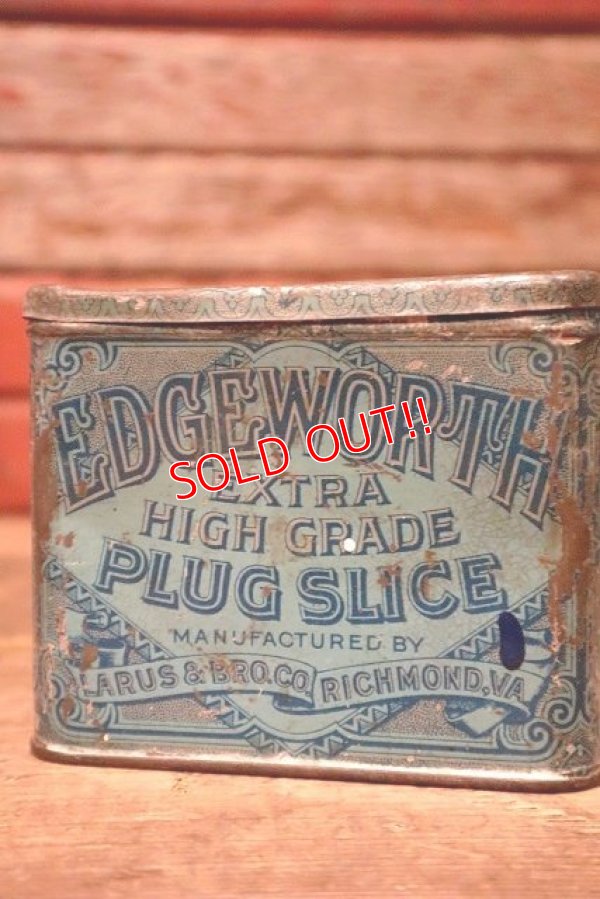 EDGEWORTH
SOLD OUT!!
EXTRA
HIGH GRADE
PLUG SLICE
MANUFACTURED BY
LARUS & BRO. CO. RICHMOND, VA